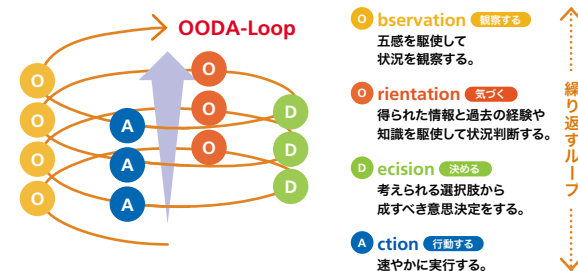 OODA-Loop
O
O
O
O
O
O
O
A
A
A
D
D
D
O bservation 観察する
五感を駆使して
状況を観察する。
O rientation 気づく
得られた情報と過去の経験や
知識を駆使して状況判断する。
D ecision 決める
考えられる選択肢から
成すべき意思決定をする。
A ction 行動する
速やかに実行する。
繰り返すループ